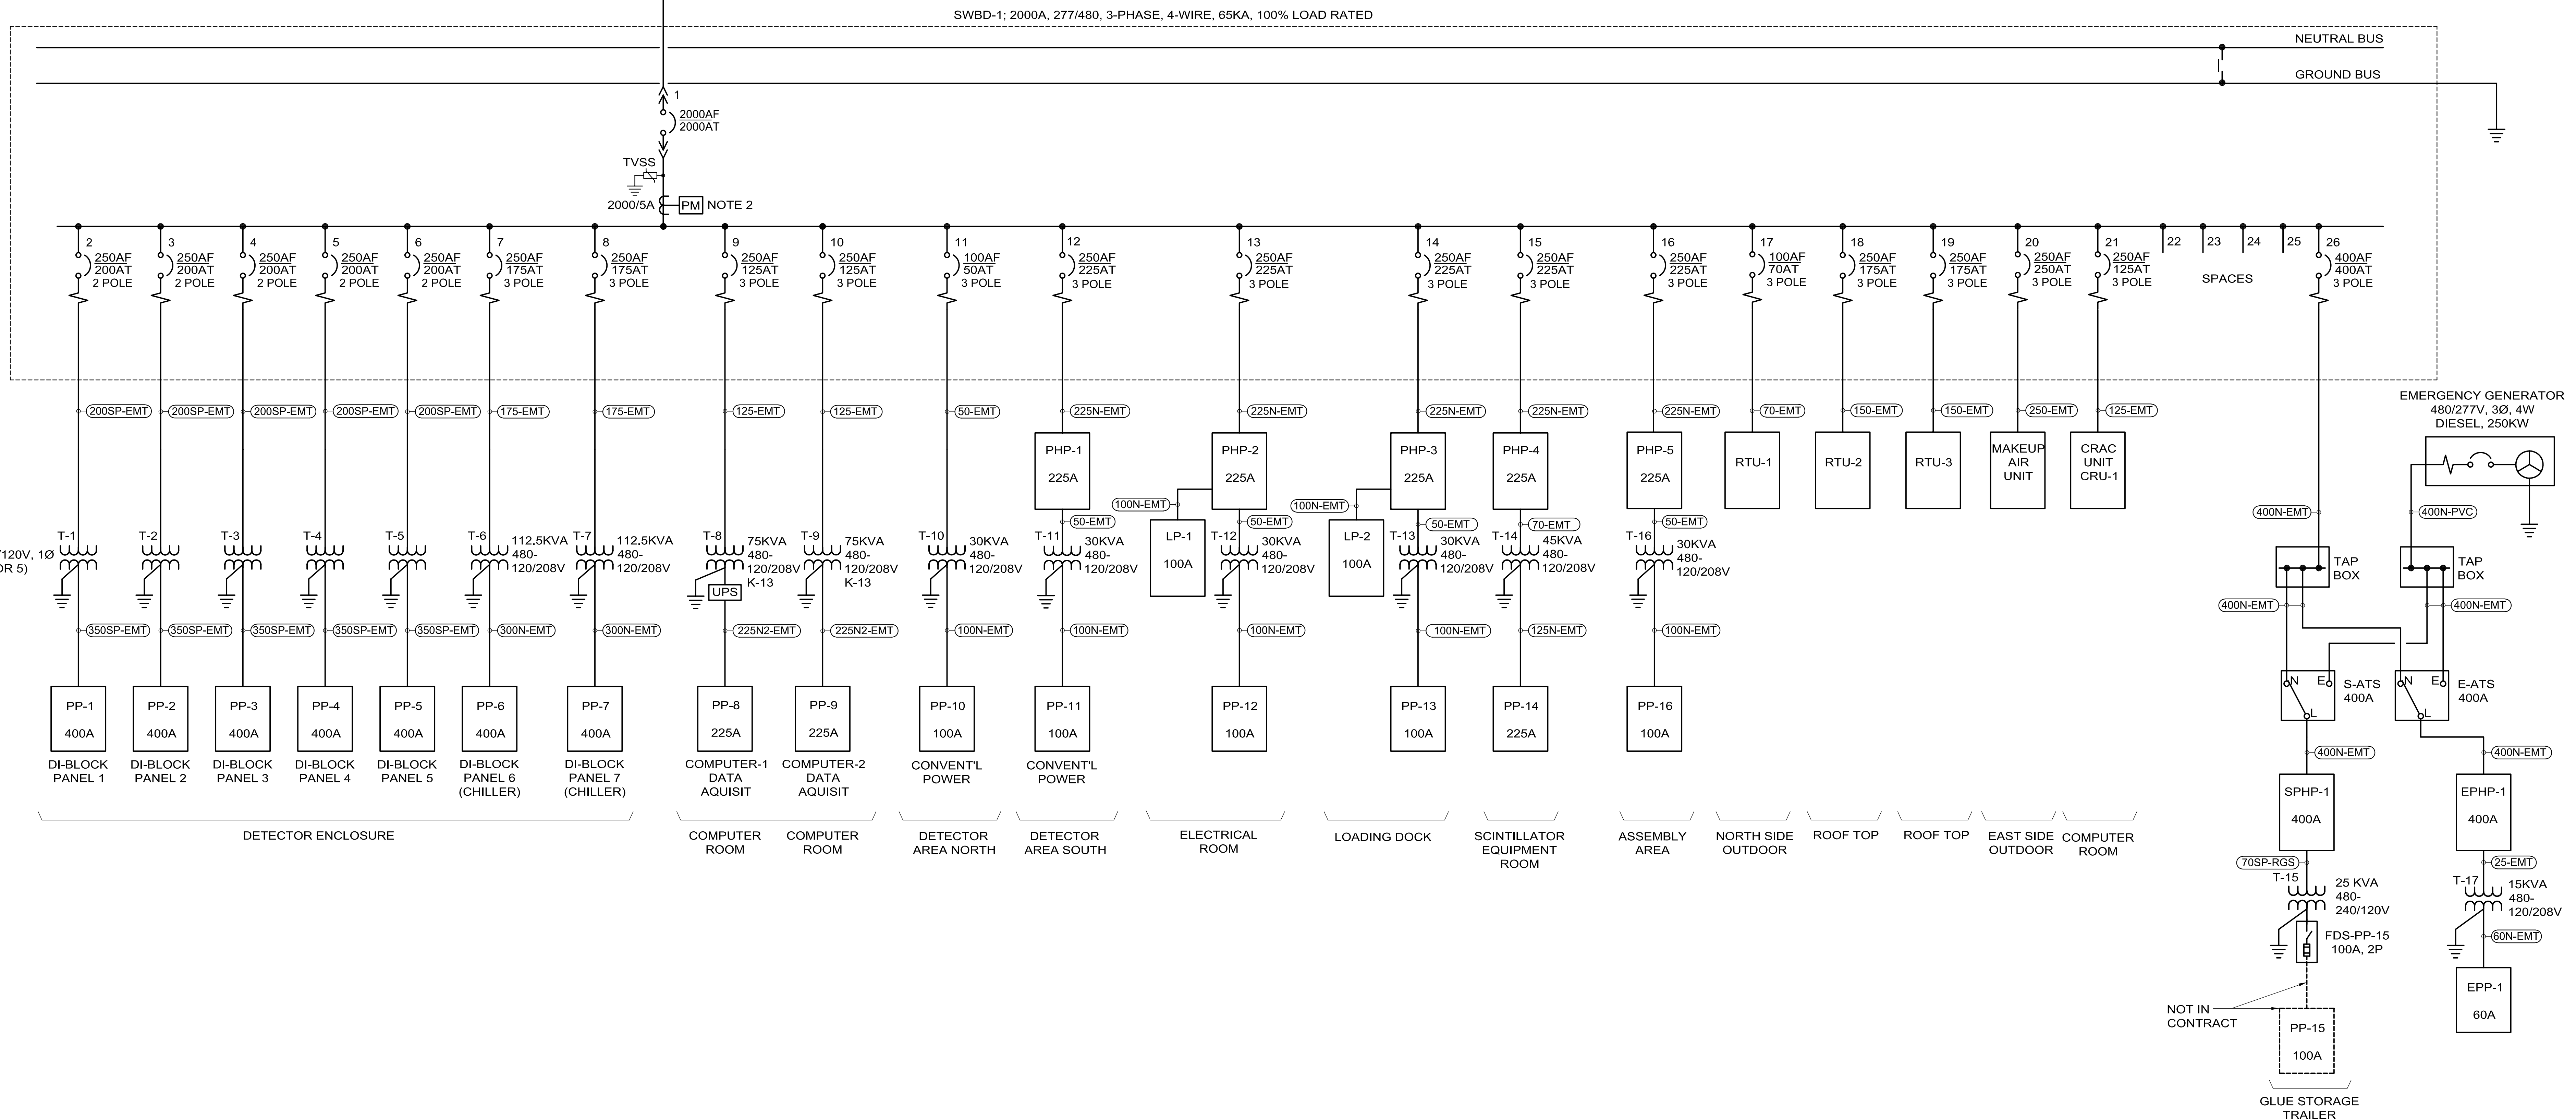 SWBD-1; 2000A, 277/480, 3-PHASE, 4-WIRE, 65KA, 100% LOAD RATED
NEUTRAL BUS
GROUND BUS
1
2000AF
2000AT
TVSS
2000/5A
PM
NOTE 2
2
250AF
200AT
2 POLE
3
250AF
200AT
2 POLE
4
250AF
200AT
2 POLE
5
250AF
200AT
2 POLE
6
250AF
200AT
2 POLE
7
250AF
175AT
3 POLE
8
250AF
175AT
3 POLE
9
250AF
125AT
3 POLE
10
250AF
125AT
3 POLE
11
100AF
50AT
3 POLE
12
250AF
225AT
3 POLE
13
250AF
225AT
3 POLE
14
250AF
225AT
3 POLE
15
250AF
225AT
3 POLE
16
250AF
225AT
3 POLE
17
100AF
70AT
3 POLE
18
250AF
175AT
3 POLE
19
250AF
175AT
3 POLE
20
250AF
250AT
3 POLE
21
250AF
125AT
3 POLE
22
23
24
25
SPACES
26
400AF
400AT
3 POLE
200SP-EMT
200SP-EMT
200SP-EMT
200SP-EMT
200SP-EMT
175-EMT
175-EMT
125-EMT
125-EMT
50-EMT
225N-EMT
225N-EMT
225N-EMT
225N-EMT
225N-EMT
70-EMT
150-EMT
150-EMT
250-EMT
125-EMT
EMERGENCY GENERATOR
480/277V, 3Ø, 4W
DIESEL, 250KW
PHP-1
225A
PHP-2
225A
PHP-3
225A
PHP-4
225A
PHP-5
225A
RTU-1
RTU-2
RTU-3
MAKEUP
AIR
UNIT
CRAC
UNIT
CRU-1
100N-EMT
100N-EMT
50-EMT
50-EMT
50-EMT
70-EMT
50-EMT
400N-EMT
400N-PVC
LP-1
100A
LP-2
100A
/120V, 1Ø
OR 5)
T-1
T-2
T-3
T-4
T-5
T-6
112.5KVA
480-
120/208V
T-7
112.5KVA
480-
120/208V
T-8
75KVA
480-
120/208V
K-13
UPS
T-9
75KVA
480-
120/208V
K-13
T-10
30KVA
480-
120/208V
T-11
30KVA
480-
120/208V
T-12
30KVA
480-
120/208V
T-13
30KVA
480-
120/208V
T-14
45KVA
480-
120/208V
T-16
30KVA
480-
120/208V
TAP
BOX
TAP
BOX
400N-EMT
400N-EMT
350SP-EMT
350SP-EMT
350SP-EMT
350SP-EMT
350SP-EMT
300N-EMT
300N-EMT
225N2-EMT
225N2-EMT
100N-EMT
100N-EMT
100N-EMT
100N-EMT
125N-EMT
100N-EMT
N
E
L
S-ATS
400A
N
E
L
E-ATS
400A
PP-1
400A
PP-2
400A
PP-3
400A
PP-4
400A
PP-5
400A
PP-6
400A
PP-7
400A
PP-8
225A
PP-9
225A
PP-10
100A
PP-11
100A
PP-12
100A
PP-13
100A
PP-14
225A
PP-16
100A
DI-BLOCK
PANEL 1
DI-BLOCK
PANEL 2
DI-BLOCK
PANEL 3
DI-BLOCK
PANEL 4
DI-BLOCK
PANEL 5
DI-BLOCK
PANEL 6
(CHILLER)
DI-BLOCK
PANEL 7
(CHILLER)
COMPUTER-1
DATA
AQUISIT
COMPUTER-2
DATA
AQUISIT
CONVENT'L
POWER
CONVENT'L
POWER
400N-EMT
400N-EMT
SPHP-1
400A
EPHP-1
400A
DETECTOR ENCLOSURE
COMPUTER
ROOM
COMPUTER
ROOM
DETECTOR
AREA NORTH
DETECTOR
AREA SOUTH
ELECTRICAL
ROOM
LOADING DOCK
SCINTILLATOR
EQUIPMENT
ROOM
ASSEMBLY
AREA
NORTH SIDE
OUTDOOR
ROOF TOP
ROOF TOP
EAST SIDE
OUTDOOR
COMPUTER
ROOM
70SP-RGS
25-EMT
T-15
25 KVA
480-
240/120V
T-17
15KVA
480-
120/208V
FDS-PP-15
100A, 2P
60N-EMT
EPP-1
60A
NOT IN
CONTRACT
PP-15
100A
GLUE STORAGE
TRAILER